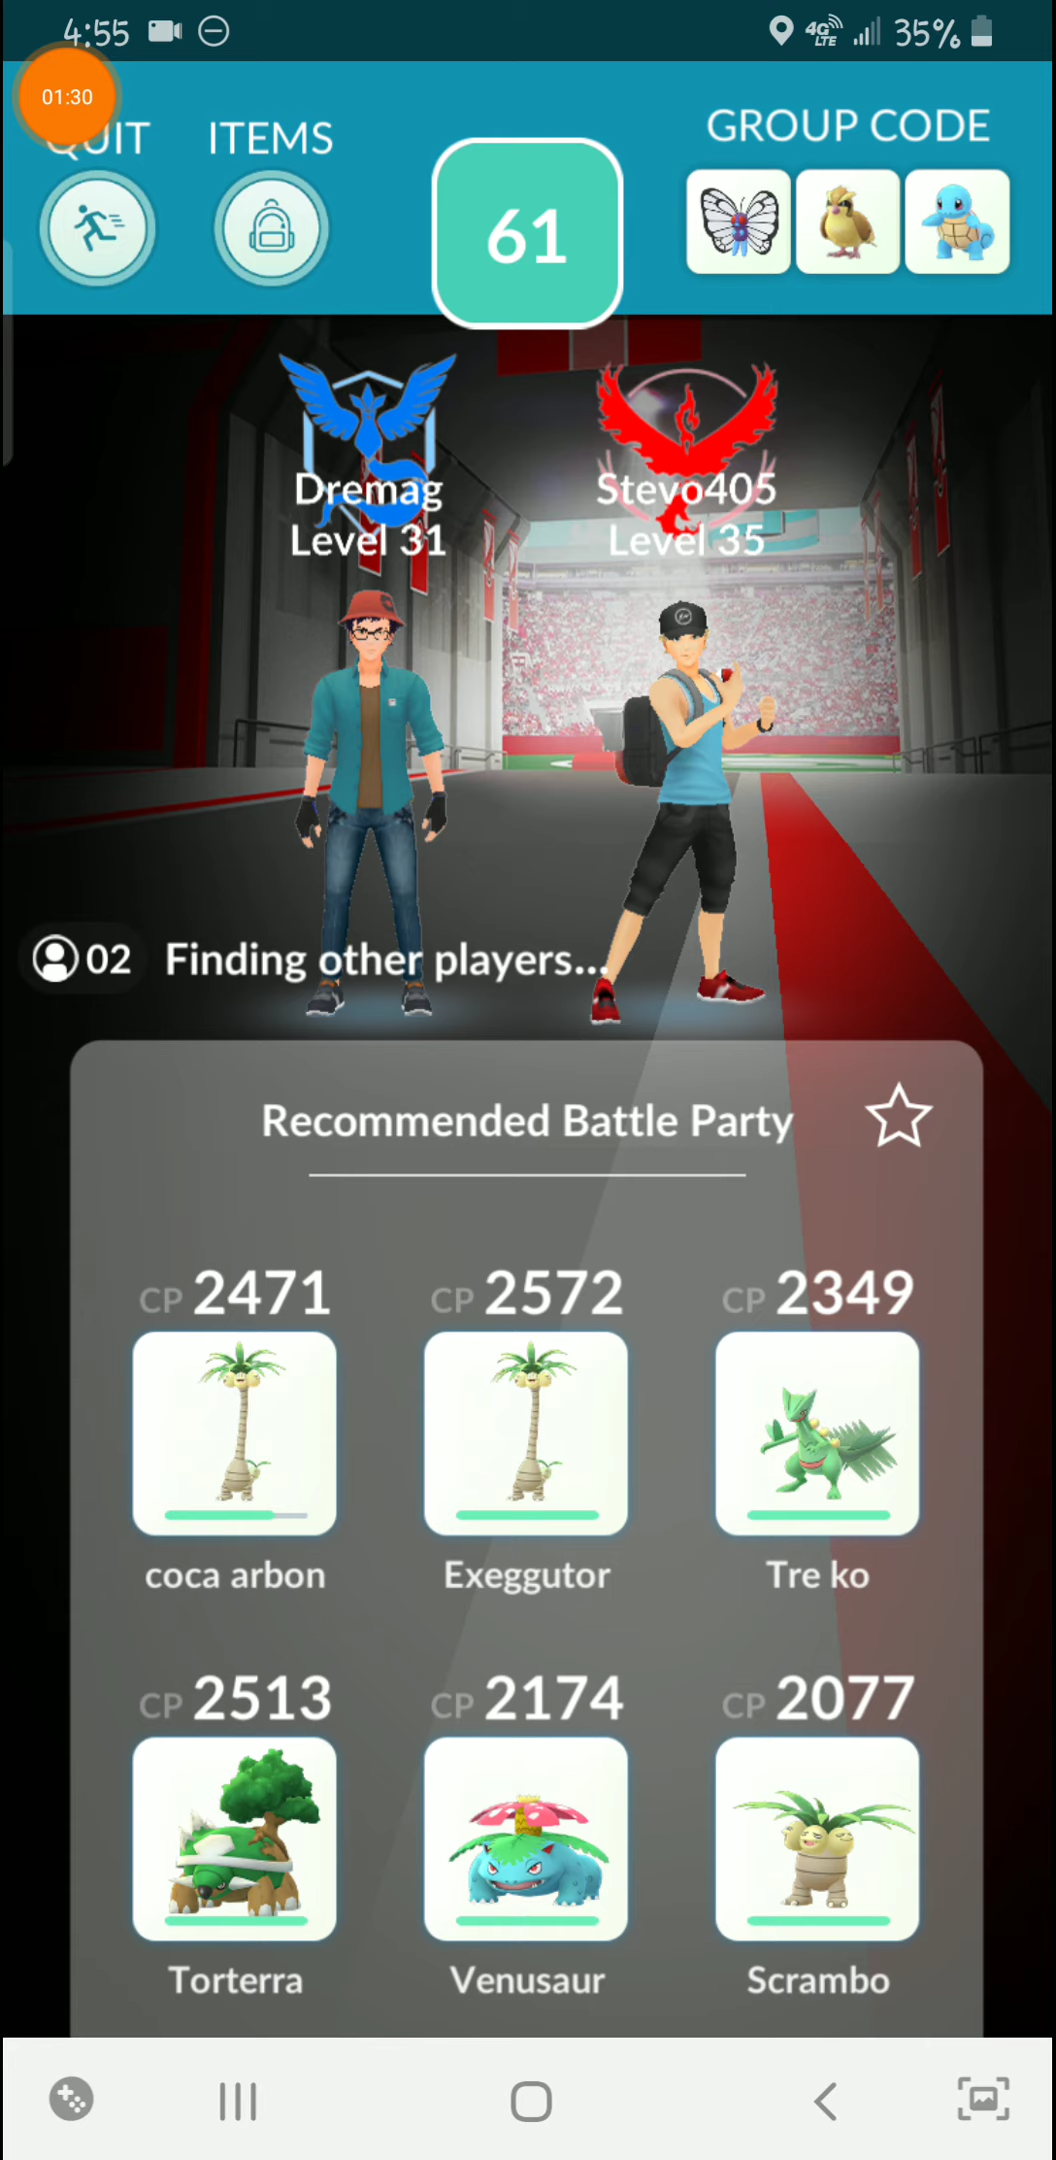 4:55
4G LTE 35%
01:30
QUIT ITEMS
GROUP CODE
61
Dremag
Level 31
Stevo405
Level 35
02 Finding other players...
Recommended Battle Party
CP 2471 CP 2572 CP 2349
coca arbon Exeggutor Tre ko
CP 2513 CP 2174 CP 2077
Torterra Venusaur Scrambo